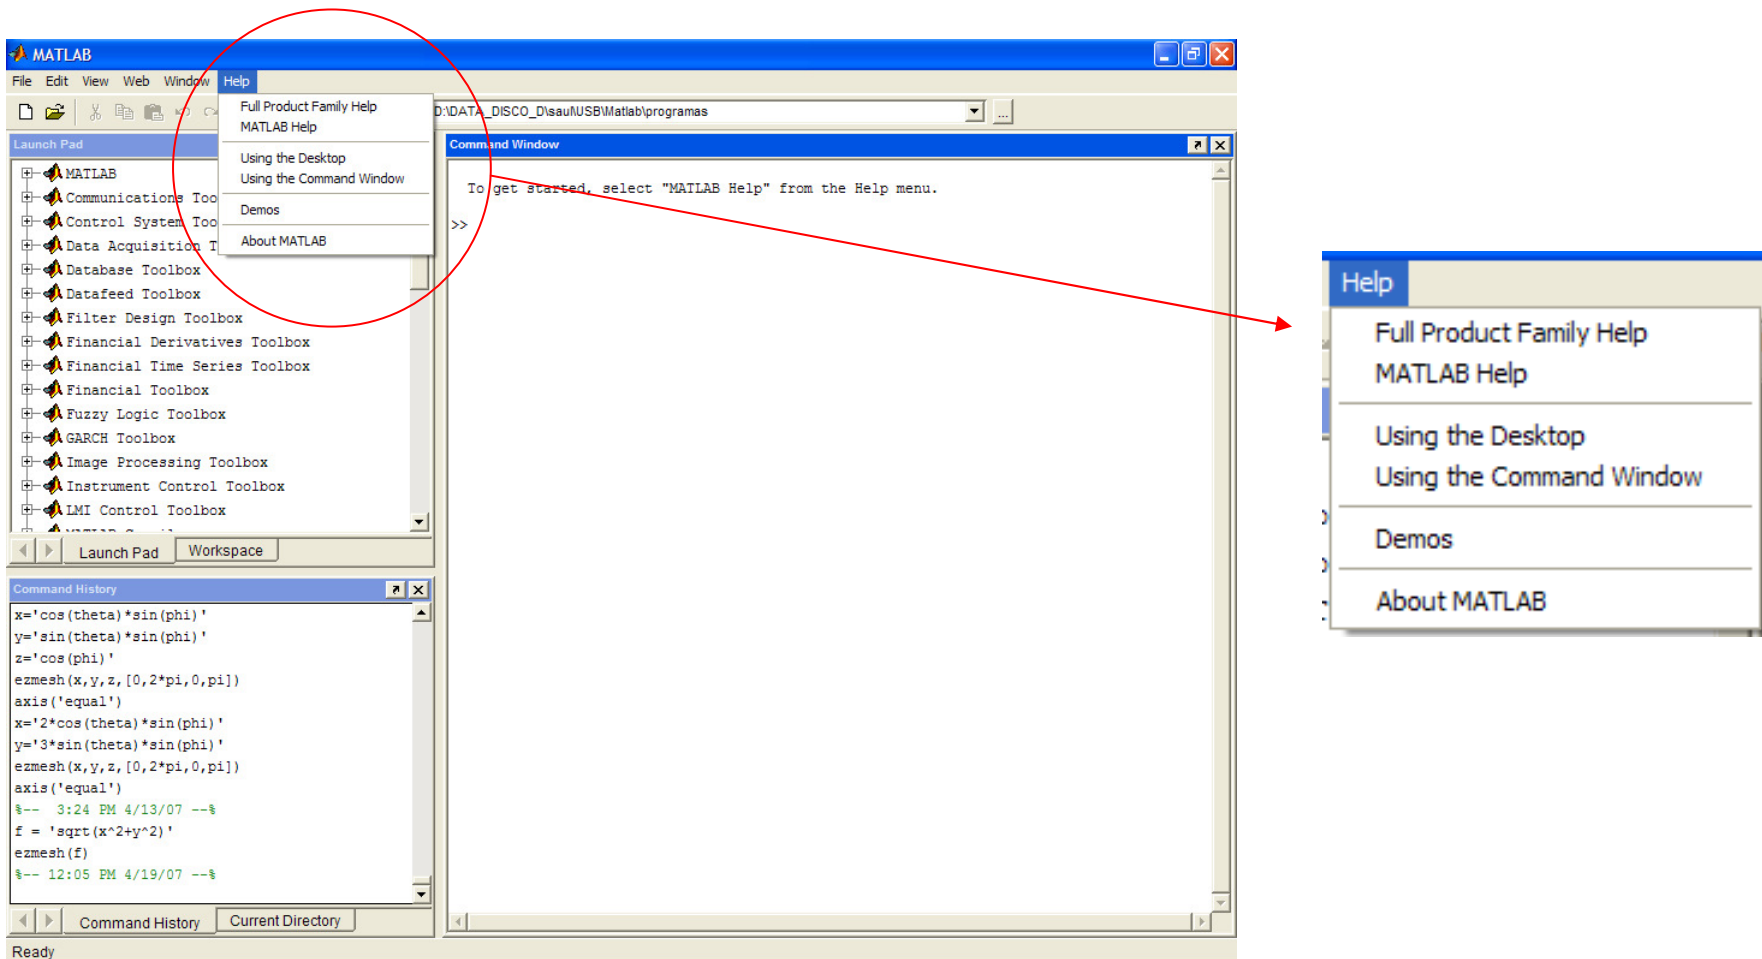 MATLAB
File Edit View Web Window Help
D:\DATA_DISCO_D\saul\USB\Matlab\programas
...
Full Product Family Help
MATLAB Help
Using the Desktop
Using the Command Window
Demos
About MATLAB
Launch Pad
MATLAB
Communications Too
Control System Too
Data Acquisition T
Database Toolbox
Datafeed Toolbox
Filter Design Toolbox
Financial Derivatives Toolbox
Financial Time Series Toolbox
Financial Toolbox
Fuzzy Logic Toolbox
GARCH Toolbox
Image Processing Toolbox
Instrument Control Toolbox
LMI Control Toolbox
Launch Pad Workspace
Command History
x='cos(theta)*sin(phi)'
y='sin(theta)*sin(phi)'
z='cos(phi)'
ezmesh(x,y,z,[0,2*pi,0,pi])
axis('equal')
x='2*cos(theta)*sin(phi)'
y='3*sin(theta)*sin(phi)'
ezmesh(x,y,z,[0,2*pi,0,pi])
axis('equal')
%--  3:24 PM 4/13/07 --%
f = 'sqrt(x^2+y^2)'
ezmesh(f)
%-- 12:05 PM 4/19/07 --%
Command History Current Directory
Ready
Command Window
To get started, select "MATLAB Help" from the Help menu.
>>
Help
Full Product Family Help
MATLAB Help
Using the Desktop
Using the Command Window
Demos
About MATLAB